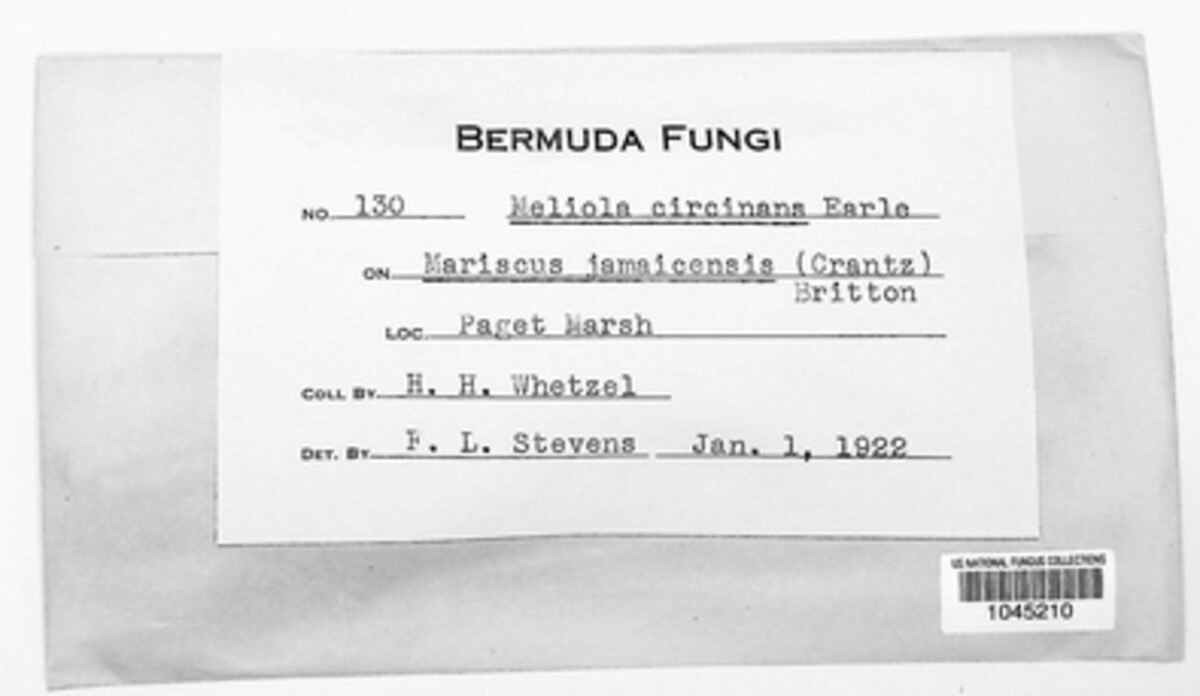 BERMUDA FUNGI
NO. 130 Meliola circinans Earle
ON Mariscus jamaicensis (Crantz)
Britton
LOC. Paget Marsh
COLL BY H. H. Whetzel
DET. BY F. L. Stevens Jan. 1, 1922
US NATIONAL FUNGUS COLLECTIONS
1045210